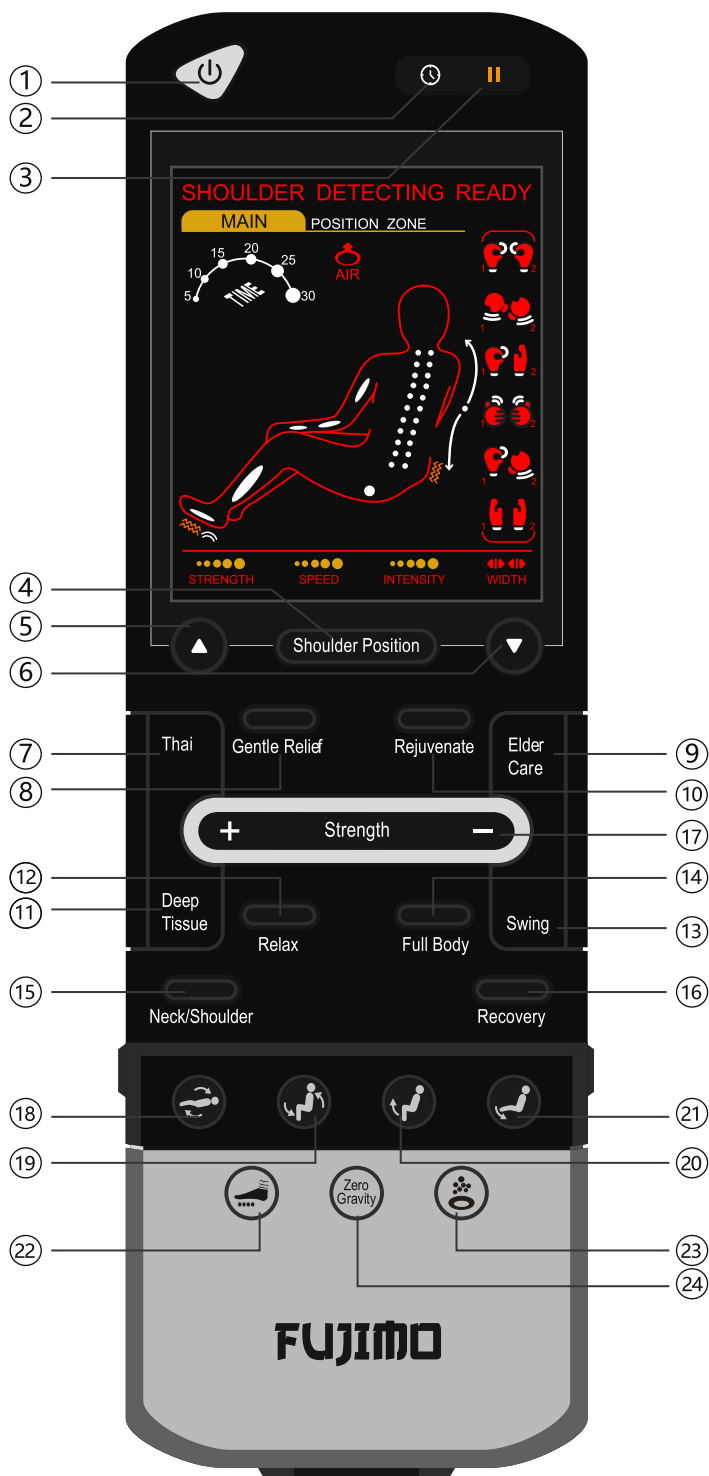 ①
②
③
SHOULDER DETECTING READY
MAIN
POSITION ZONE
5
10
15
20
25
30
TIME
AIR
1 2
1 2
1 2
1 2
1 2
1 2
STRENGTH
SPEED
INTENSITY
WIDTH
④
⑤
Shoulder Position
⑥
⑦
Thai
Gentle Relief
Rejuvenate
Elder
Care
⑨
⑧
⑩
+ Strength −
⑰
⑫
⑭
⑪
Deep
Tissue
Relax
Full Body
Swing
⑬
⑮
⑯
Neck/Shoulder
Recovery
⑱
㉑
⑲
⑳
Zero
Gravity
㉒
㉓
㉔
FUJIMO